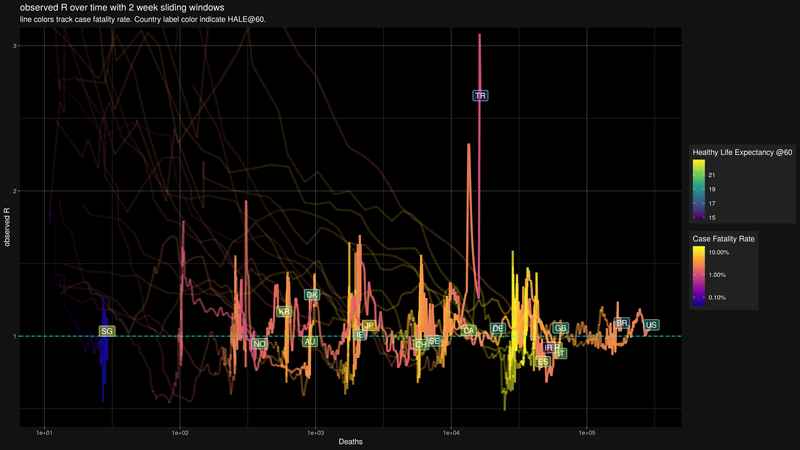 observed R over time with 2 week sliding windows
line colors track case fatality rate. Country label color indicate HALE@60.
3
TR
Healthy Life Expectancy @60
21
19
17
15
2
observed R
Case Fatality Rate
10.00%
1.00%
0.10%
DK
KR
SG
JP
CA
DE
GB
BR
US
1
IE
NO
AU
CH
SE
IR
IT
ES
1e+01
1e+02
1e+03
1e+04
1e+05
Deaths